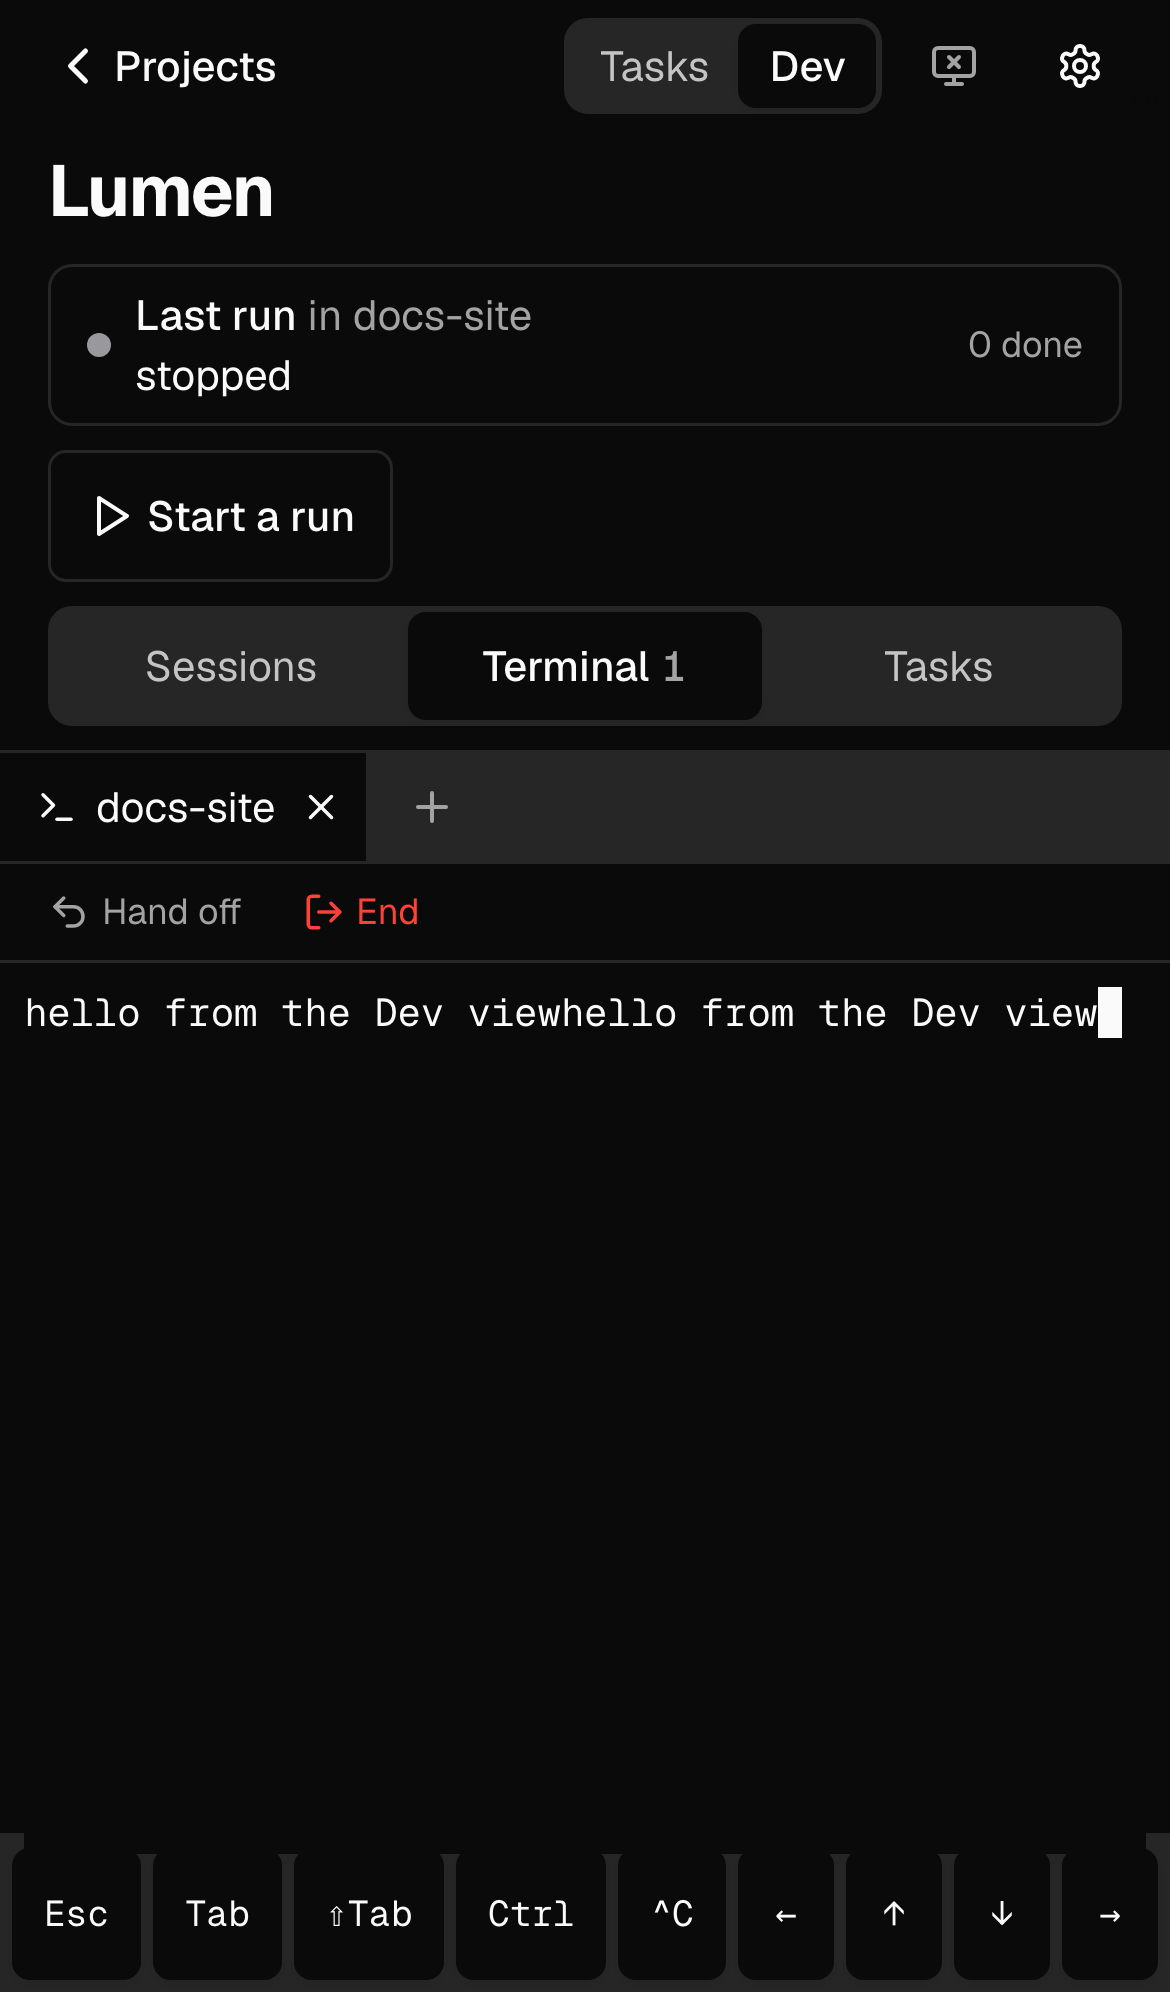 Projects
Tasks Dev
Lumen
Last run in docs-site
stopped
0 done
Start a run
Sessions Terminal 1 Tasks
docs-site
Hand off End
hello from the Dev viewhello from the Dev view
Esc Tab ⇧Tab Ctrl ^C ← ↑ ↓ →